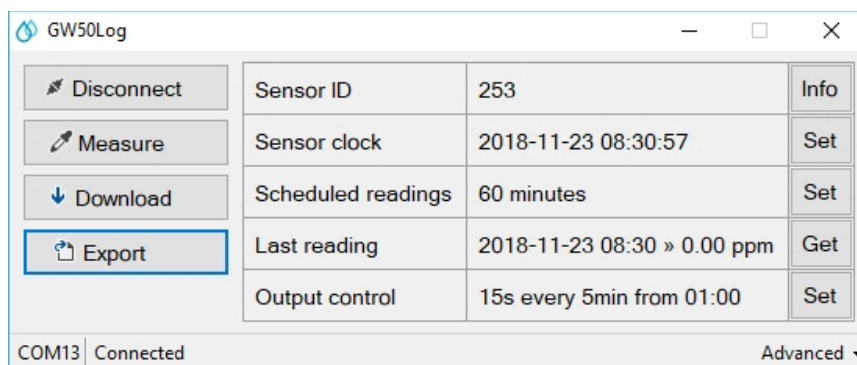 GW50Log
Disconnect
Measure
Download
Export
Sensor ID 253 Info
Sensor clock 2018-11-23 08:30:57 Set
Scheduled readings 60 minutes Set
Last reading 2018-11-23 08:30 » 0.00 ppm Get
Output control 15s every 5min from 01:00 Set
COM13 Connected Advanced